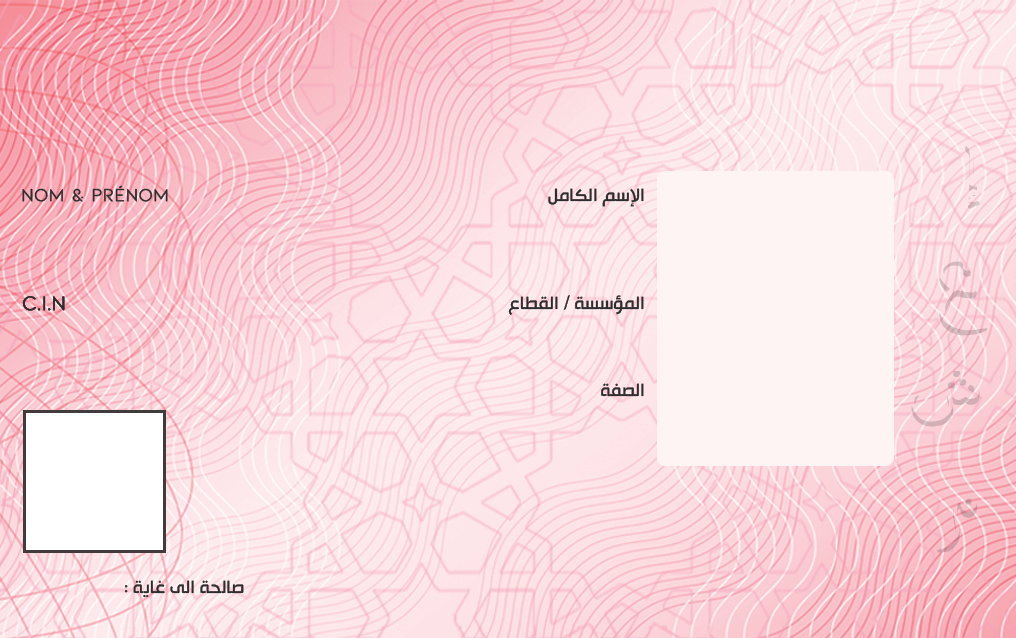 NOM & PRÉNOM
الإسم الكامل
C.I.N
المؤسسة / القطاع
الصفة
صالحة الى غاية :